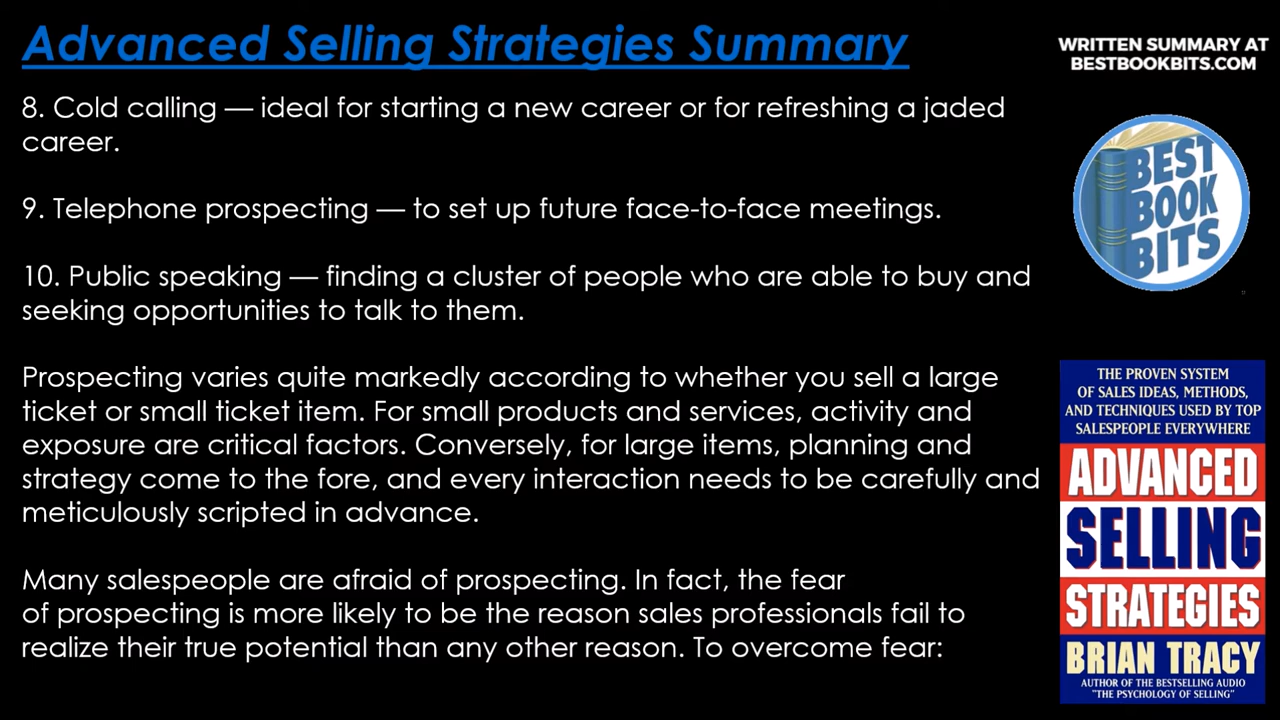 Advanced Selling Strategies Summary
WRITTEN SUMMARY AT
BESTBOOKBITS.COM
8. Cold calling — ideal for starting a new career or for refreshing a jaded
career.
9. Telephone prospecting — to set up future face-to-face meetings.
10. Public speaking — finding a cluster of people who are able to buy and
seeking opportunities to talk to them.
Prospecting varies quite markedly according to whether you sell a large
ticket or small ticket item. For small products and services, activity and
exposure are critical factors. Conversely, for large items, planning and
strategy come to the fore, and every interaction needs to be carefully and
meticulously scripted in advance.
Many salespeople are afraid of prospecting. In fact, the fear
of prospecting is more likely to be the reason sales professionals fail to
realize their true potential than any other reason. To overcome fear:
BEST
BOOK
BITS
THE PROVEN SYSTEM
OF SALES IDEAS, METHODS,
AND TECHNIQUES USED BY TOP
SALESPEOPLE EVERYWHERE
ADVANCED
SELLING
STRATEGIES
BRIAN TRACY
AUTHOR OF THE BESTSELLING AUDIO
"THE PSYCHOLOGY OF SELLING"